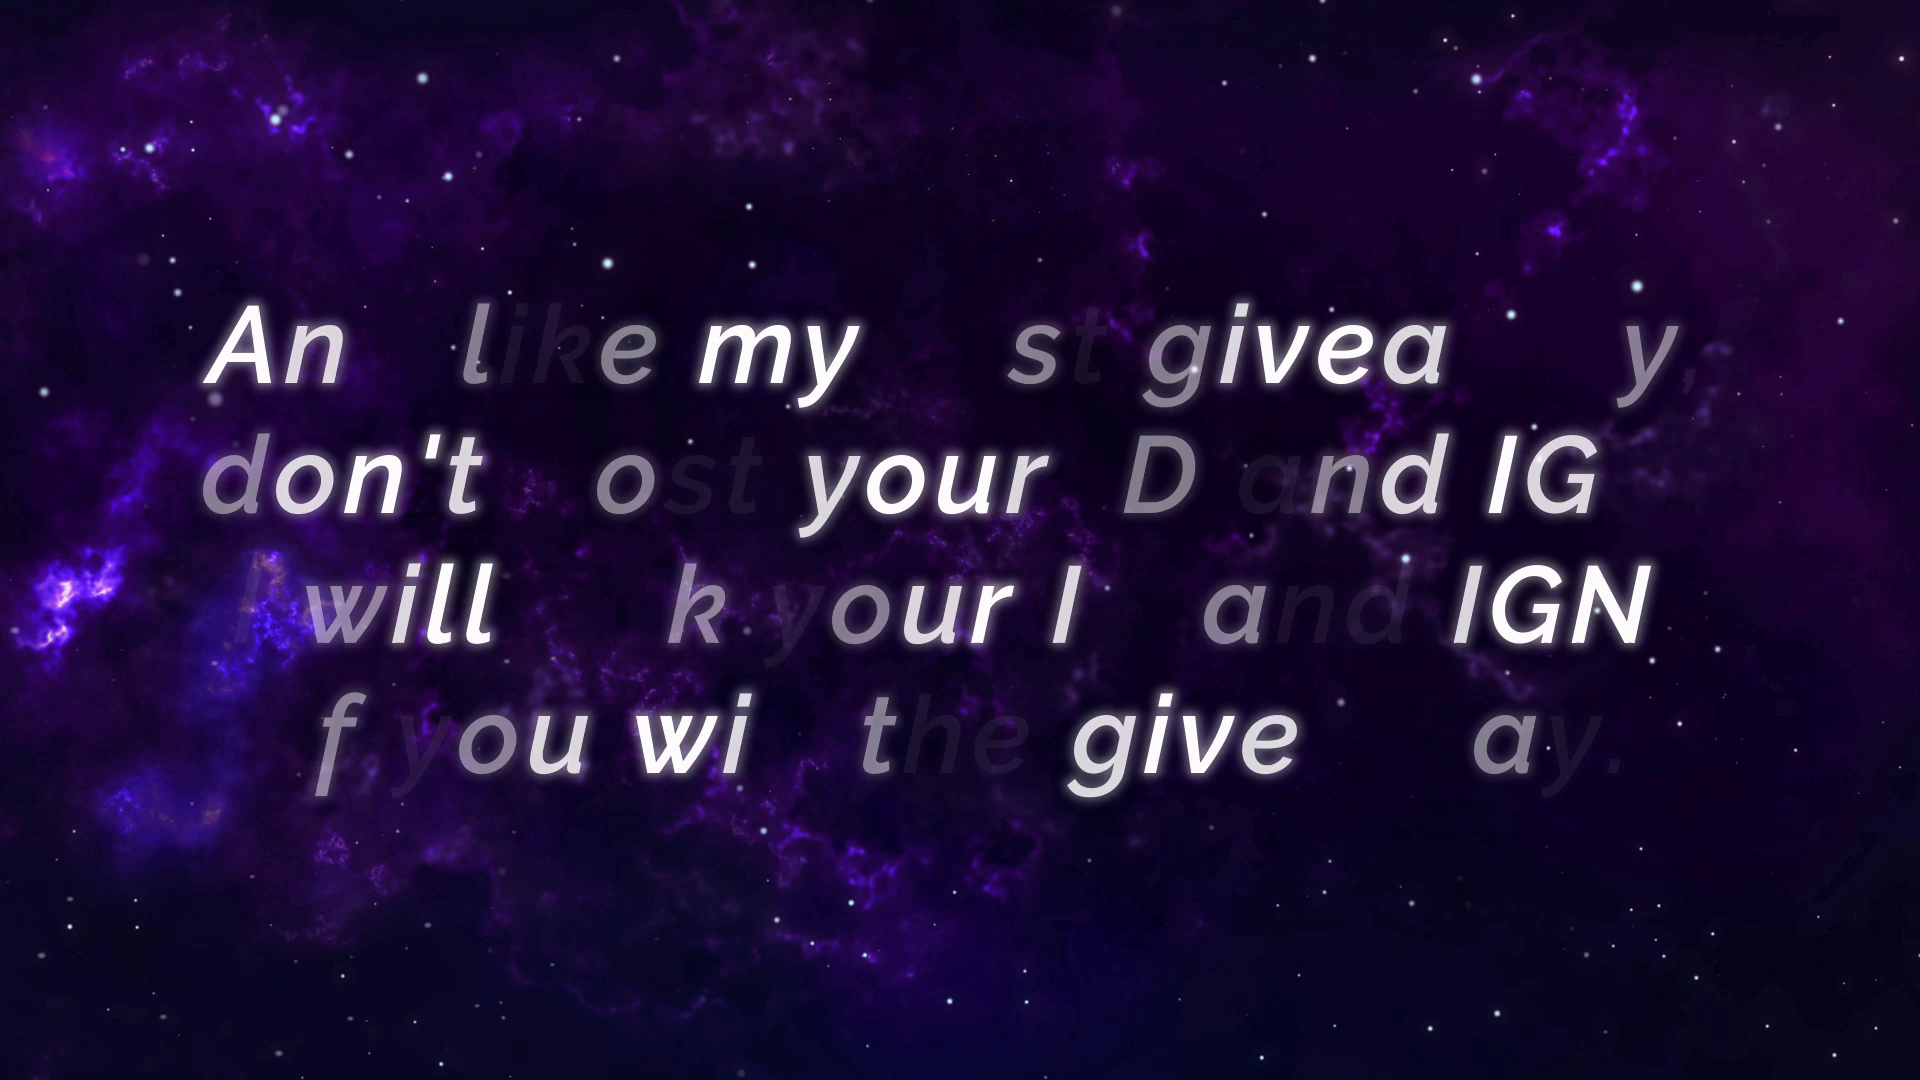 An like my st givea y,
don't ost your D and IG
I will k your I and IGN
f you wi the give ay.